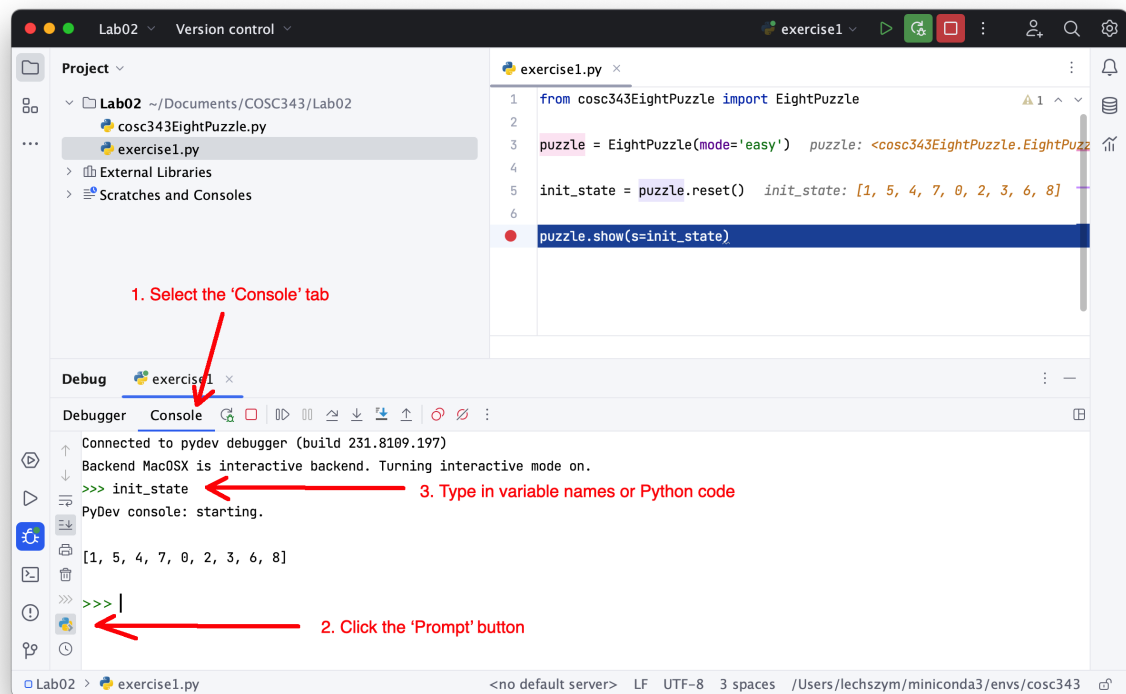 Lab02 Version control exercise1
Project
exercise1.py
Lab02 ~/Documents/COSC343/Lab02
cosc343EightPuzzle.py
exercise1.py
External Libraries
Scratches and Consoles
1 from cosc343EightPuzzle import EightPuzzle
1
2
3 puzzle = EightPuzzle(mode='easy') puzzle: <cosc343EightPuzzle.EightPuzz
4
5 init_state = puzzle.reset() init_state: [1, 5, 4, 7, 0, 2, 3, 6, 8]
6
puzzle.show(s=init_state)
1. Select the ‘Console’ tab
Debug exercise1
Debugger Console
Connected to pydev debugger (build 231.8109.197)
Backend MacOSX is interactive backend. Turning interactive mode on.
>>> init_state
3. Type in variable names or Python code
PyDev console: starting.
[1, 5, 4, 7, 0, 2, 3, 6, 8]
>>>
2. Click the ‘Prompt’ button
Lab02 > exercise1.py <no default server> LF UTF-8 3 spaces /Users/lechszym/miniconda3/envs/cosc343